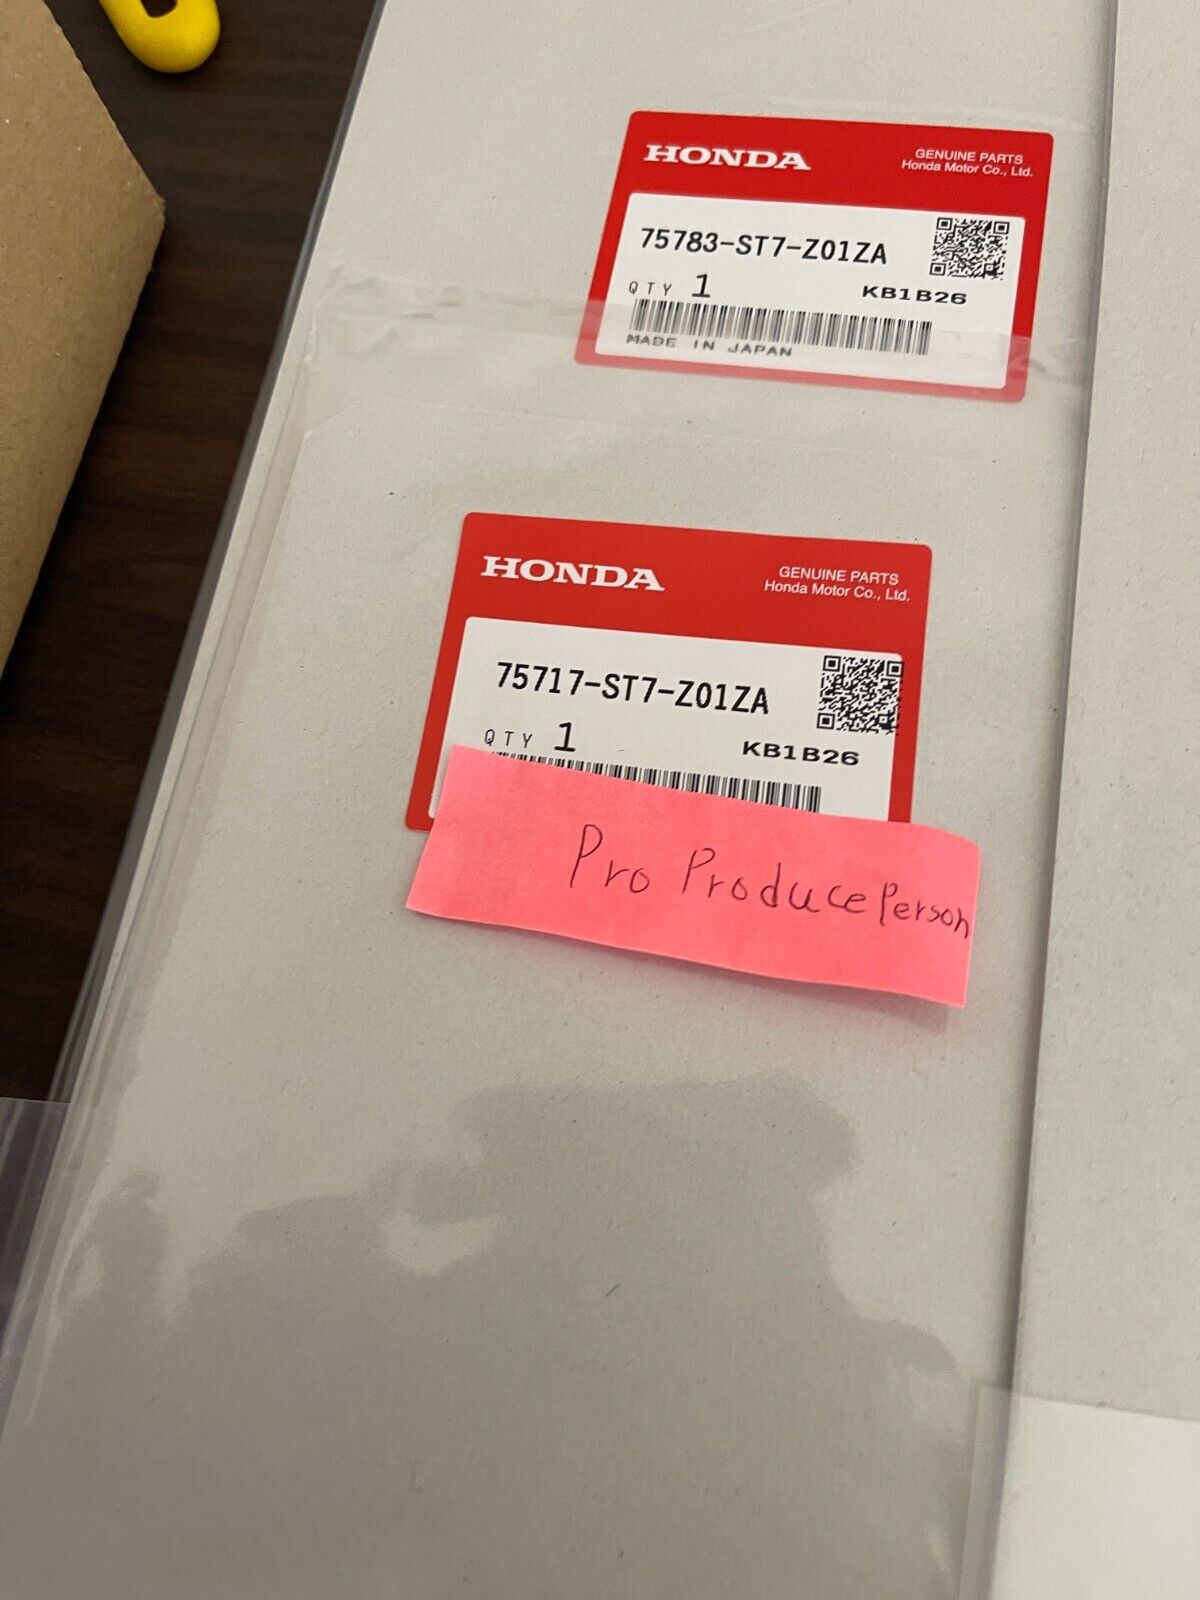 HONDA
GENUINE PARTS
Honda Motor Co., Ltd.
75783-ST7-Z01ZA
QTY 1
KB1B26
MADE IN JAPAN
HONDA
GENUINE PARTS
Honda Motor Co., Ltd.
75717-ST7-Z01ZA
QTY 1
KB1B26
Pro Produce Person